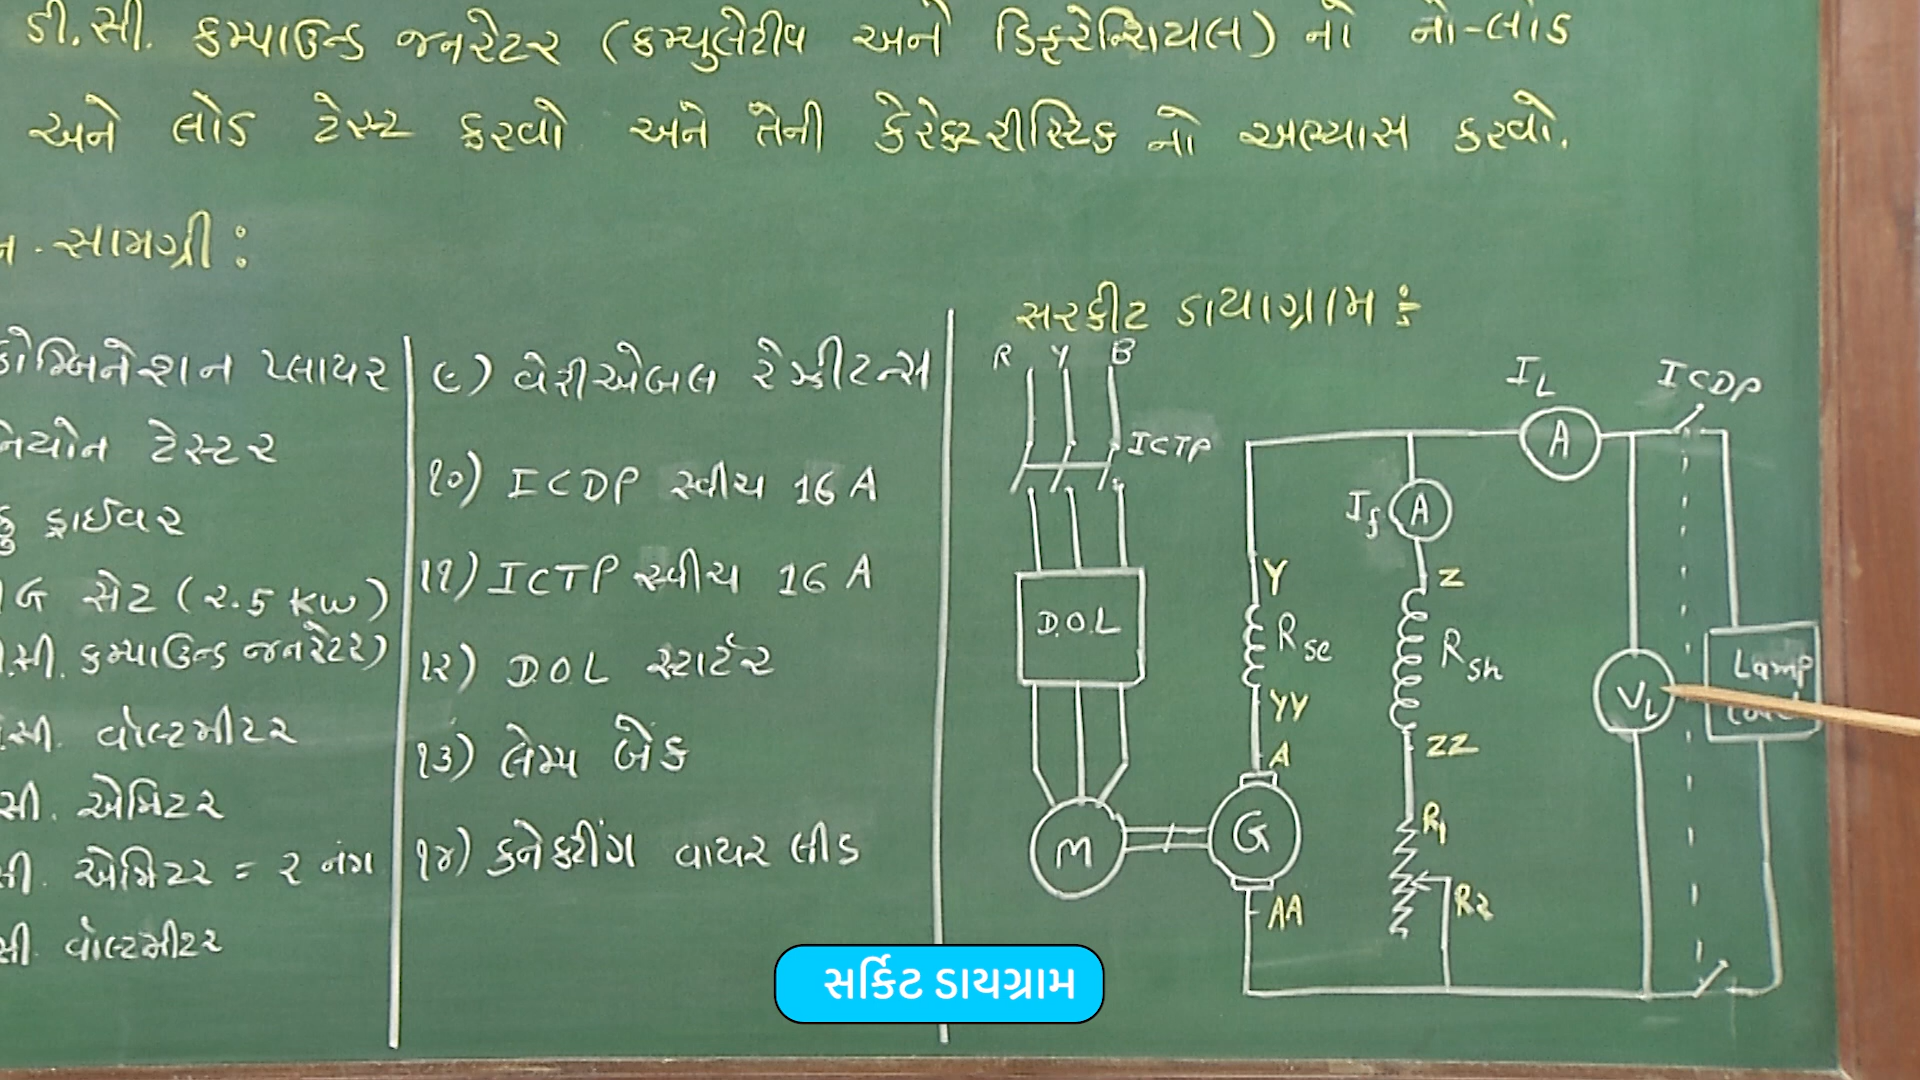 ડી.સી. કમ્પાઉન્ડ જનરેટર (કમ્યુલેટીવ અને ડિફરેન્શિયલ) નો નો-લોડ
અને લોડ ટેસ્ટ કરવો અને તેની કેરેક્ટરીસ્ટિક નો અભ્યાસ કરવો.
સામગ્રી :
કોમ્બિનેશન પ્લાયર
નિયોન ટેસ્ટર
ડ્રાઈવર
સેટ (૨.5 KW)
.સી. કમ્પાઉન્ડ જનરેટર)
.સી. વોલ્ટમીટર
સી. એમિટર
સી. એમિટર = ૨ નંગ
સી. વોલ્ટમીટર
૯) વેરીએબલ રેઝીટન્સ
૧૦) ICDP સ્વીચ 16 A
૧૧) ICTP સ્વીચ 16 A
૧૨) D.O.L સ્ટાર્ટર
૧૩) લેમ્પ બેંક
૧૪) કનેક્ટીંગ વાયર લીડ
સરકીટ ડાયાગ્રામ :
R Y B
ICTP
D.O.L
M
G
Y
Rse
YY
A
AA
If
A
Z
Rsh
ZZ
R1
R2
IL
A
ICDP
VL
Lamp
સર્કિટ ડાયગ્રામ